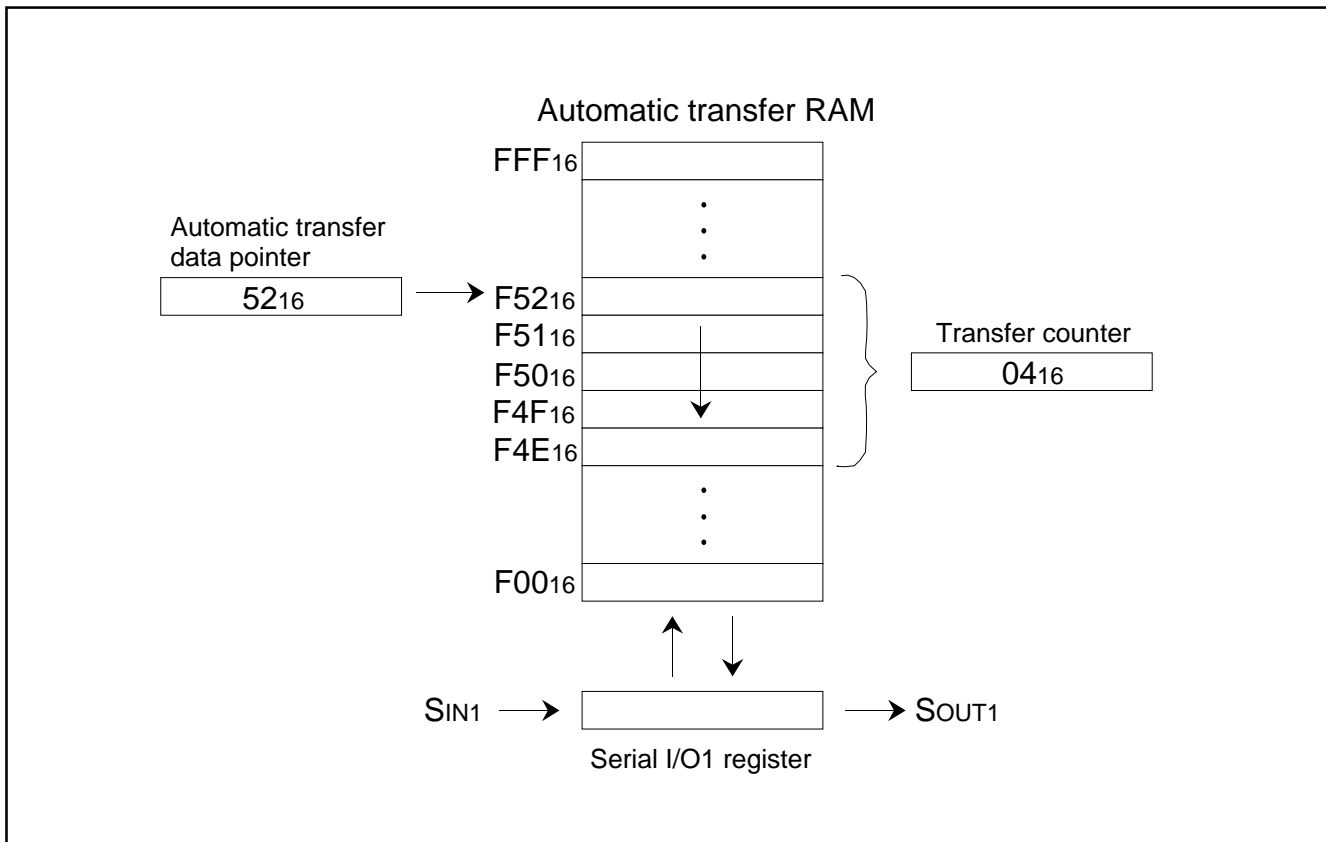 Automatic transfer RAM
FFF16
Automatic transfer
data pointer
5216
F5216
F5116
F5016
F4F16
F4E16
Transfer counter
0416
F0016
SIN1
SOUT1
Serial I/O1 register